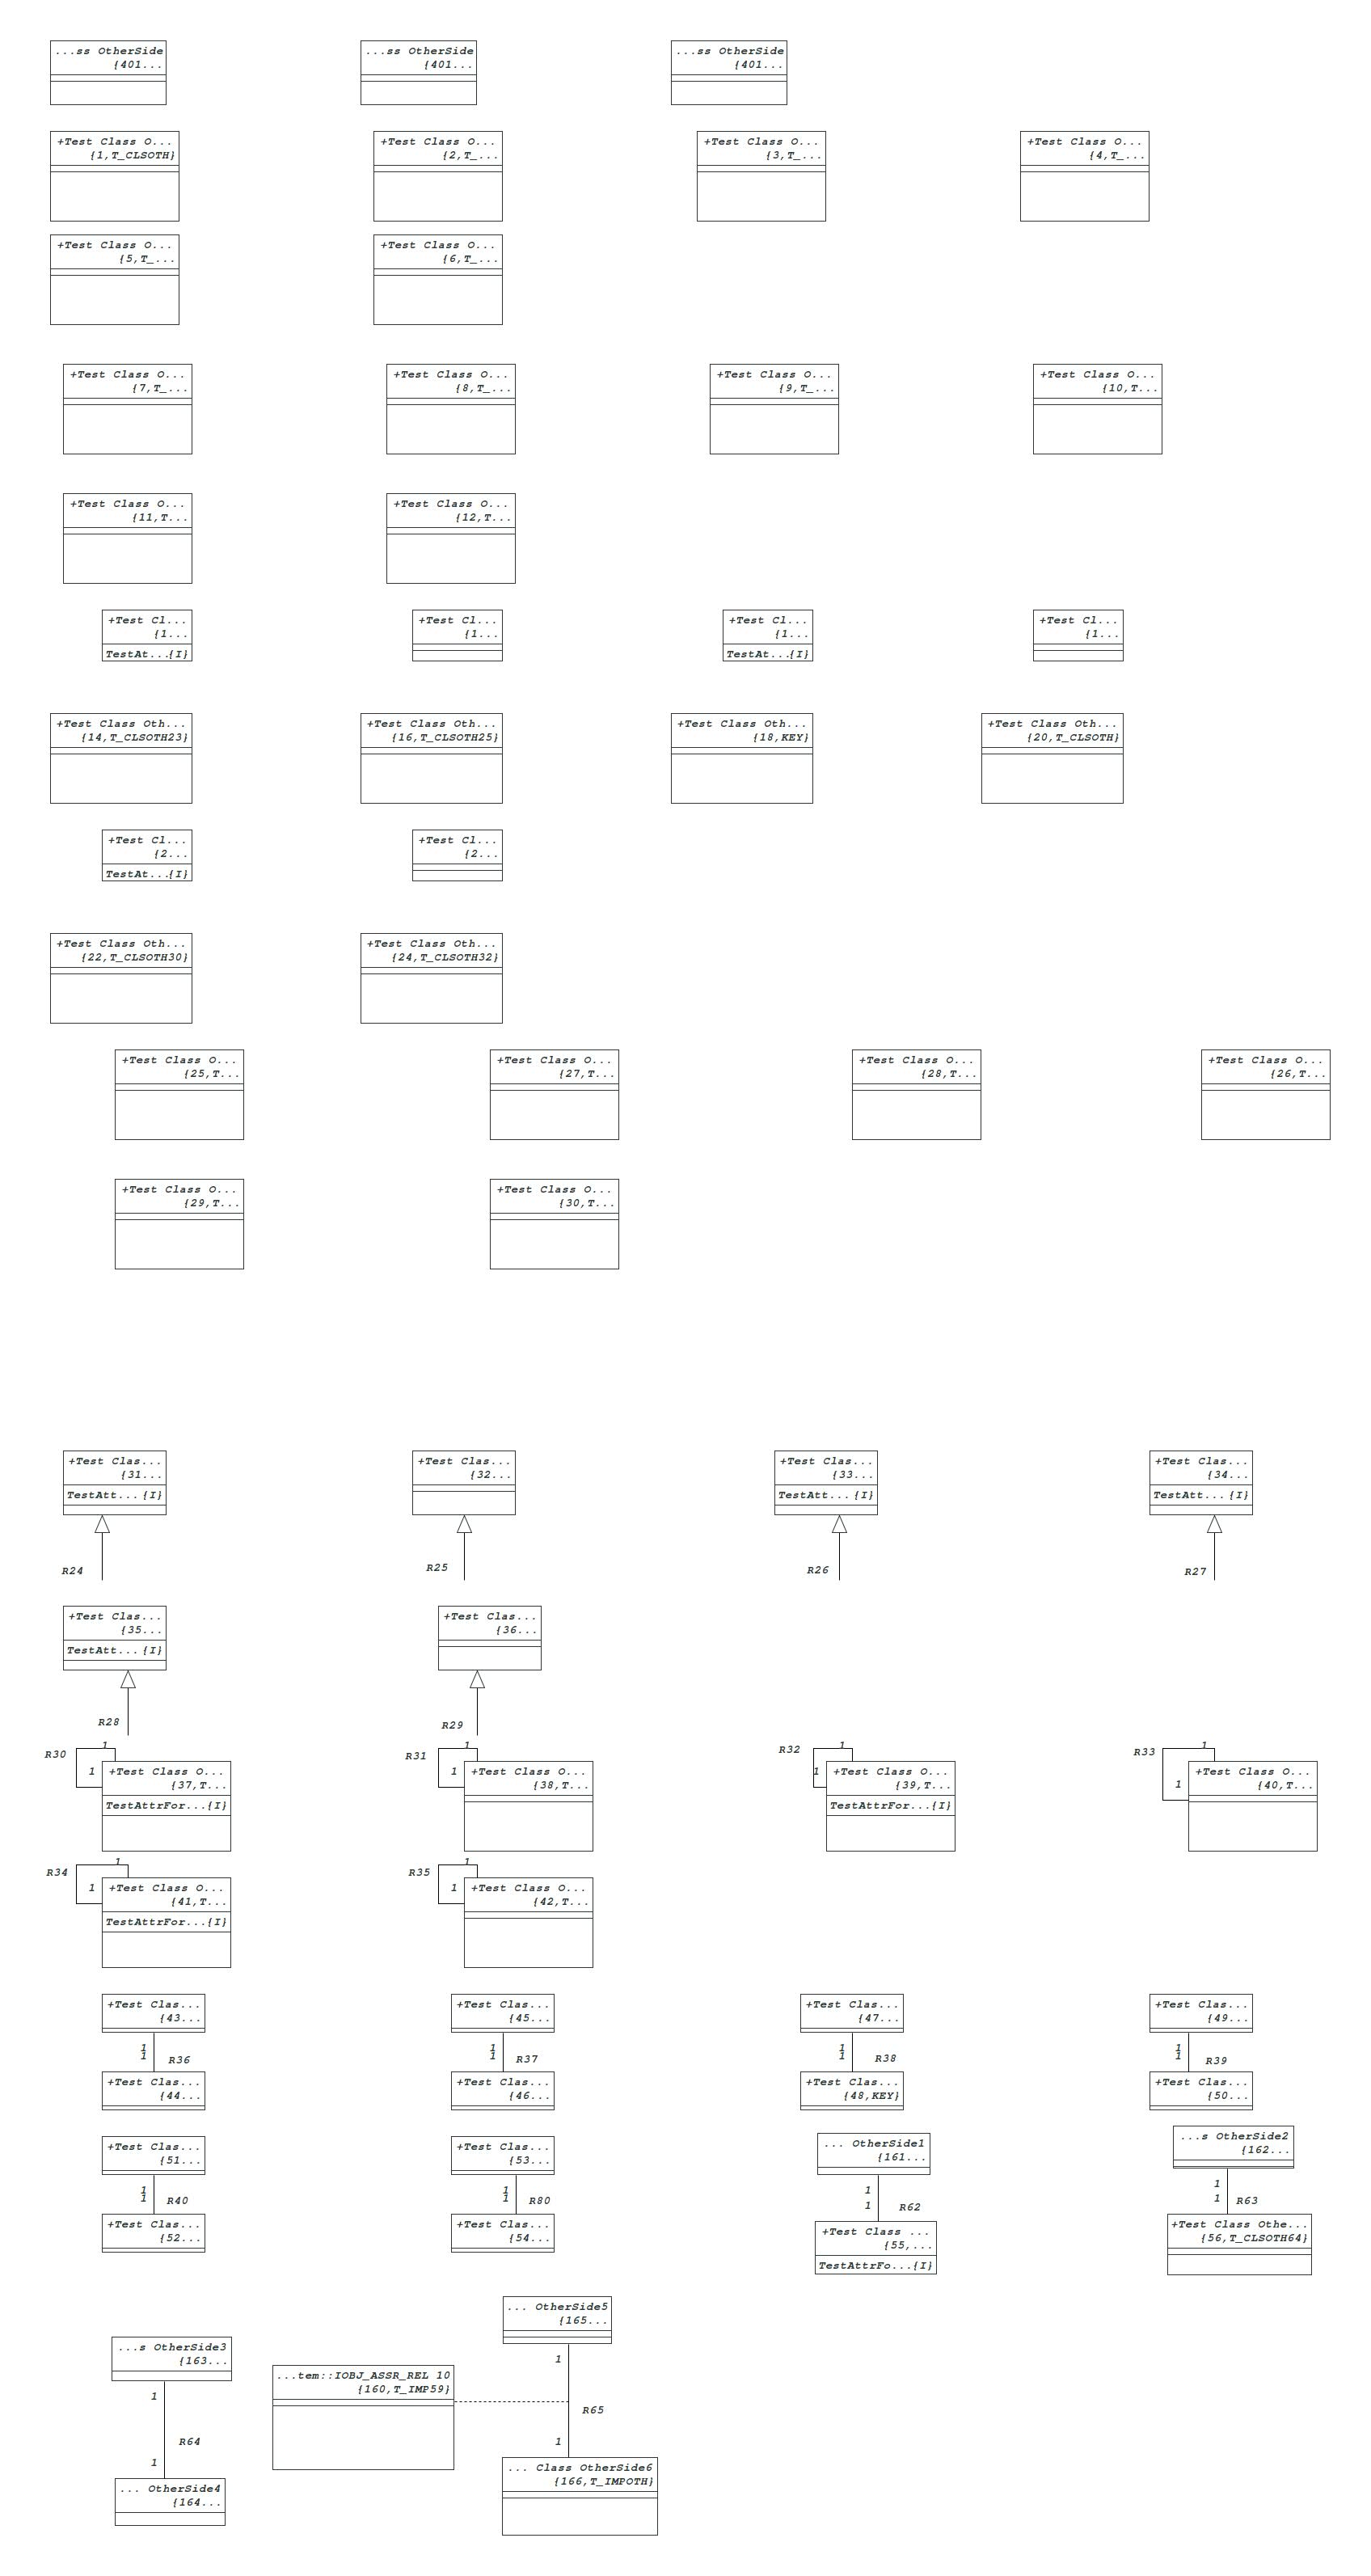 ...ss OtherSide
{401...
...ss OtherSide
{401...
...ss OtherSide
{401...
+Test Class O...
{1,T_CLSOTH}
+Test Class O...
{2,T_...
+Test Class O...
{3,T_...
+Test Class O...
{4,T_...
+Test Class O...
{5,T_...
+Test Class O...
{6,T_...
+Test Class O...
{7,T_...
+Test Class O...
{8,T_...
+Test Class O...
{9,T_...
+Test Class O...
{10,T...
+Test Class O...
{11,T...
+Test Class O...
{12,T...
+Test Cl...
{1...
TestAt...{I}
+Test Cl...
{1...
+Test Cl...
{1...
TestAt...{I}
+Test Cl...
{1...
+Test Class Oth...
{14,T_CLSOTH23}
+Test Class Oth...
{16,T_CLSOTH25}
+Test Class Oth...
{18,KEY}
+Test Class Oth...
{20,T_CLSOTH}
+Test Cl...
{2...
TestAt...{I}
+Test Cl...
{2...
+Test Class Oth...
{22,T_CLSOTH30}
+Test Class Oth...
{24,T_CLSOTH32}
+Test Class O...
{25,T...
+Test Class O...
{27,T...
+Test Class O...
{28,T...
+Test Class O...
{26,T...
+Test Class O...
{29,T...
+Test Class O...
{30,T...
+Test Clas...
{31...
TestAtt... {I}
R24
+Test Clas...
{32...
R25
+Test Clas...
{33...
TestAtt... {I}
R26
+Test Clas...
{34...
TestAtt... {I}
R27
+Test Clas...
{35...
TestAtt... {I}
R28
+Test Clas...
{36...
R29
R30
1
1
+Test Class O...
{37,T...
TestAttrFor...{I}
R31
1
1
+Test Class O...
{38,T...
R32
1
1
+Test Class O...
{39,T...
TestAttrFor...{I}
R33
1
1
+Test Class O...
{40,T...
R34
1
1
+Test Class O...
{41,T...
TestAttrFor...{I}
R35
1
1
+Test Class O...
{42,T...
+Test Clas...
{43...
1
1
R36
+Test Clas...
{44...
+Test Clas...
{45...
1
1
R37
+Test Clas...
{46...
+Test Clas...
{47...
1
1
R38
+Test Clas...
{48,KEY}
+Test Clas...
{49...
1
1
R39
+Test Clas...
{50...
+Test Clas...
{51...
1
1
R40
+Test Clas...
{52...
+Test Clas...
{53...
1
1
R80
+Test Clas...
{54...
... OtherSide1
{161...
1
1
R62
+Test Class ...
{55,...
TestAttrFo...{I}
...s OtherSide2
{162...
1
1
R63
+Test Class Othe...
{56,T_CLSOTH64}
...s OtherSide3
{163...
1
R64
1
... OtherSide4
{164...
...tem::IOBJ_ASSR_REL 10
{160,T_IMP59}
... OtherSide5
{165...
1
R65
1
... Class OtherSide6
{166,T_IMPOTH}